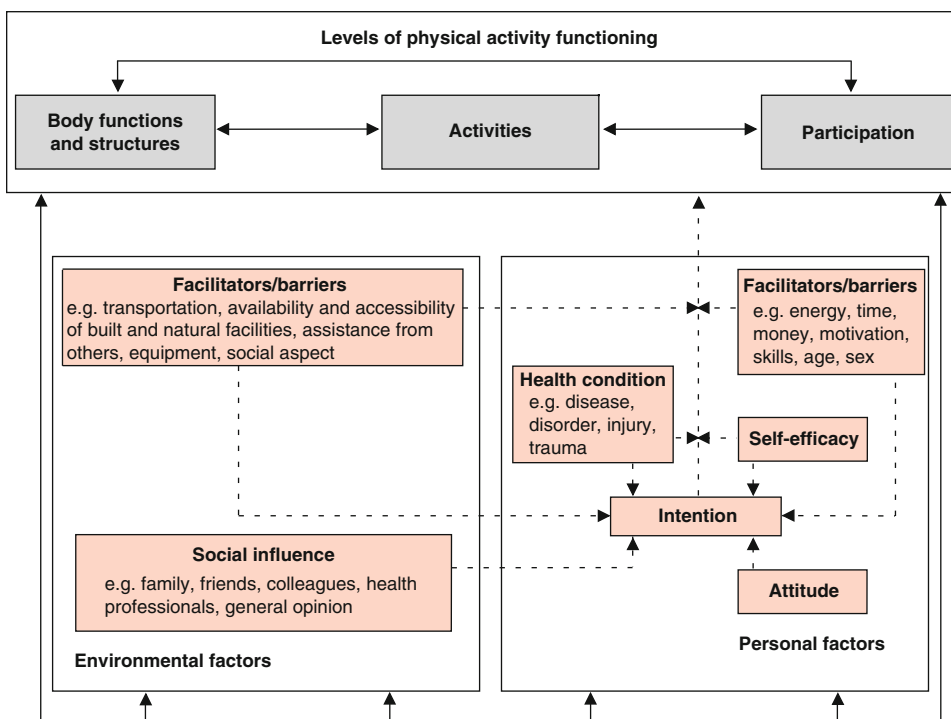 Levels of physical activity functioning
Body functions
and structures
Activities
Participation
Facilitators/barriers
e.g. transportation, availability and accessibility
of built and natural facilities, assistance from
others, equipment, social aspect
Facilitators/barriers
e.g. energy, time,
money, motivation,
skills, age, sex
Health condition
e.g. disease,
disorder, injury,
trauma
Self-efficacy
Intention
Social influence
e.g. family, friends, colleagues, health
professionals, general opinion
Attitude
Environmental factors
Personal factors